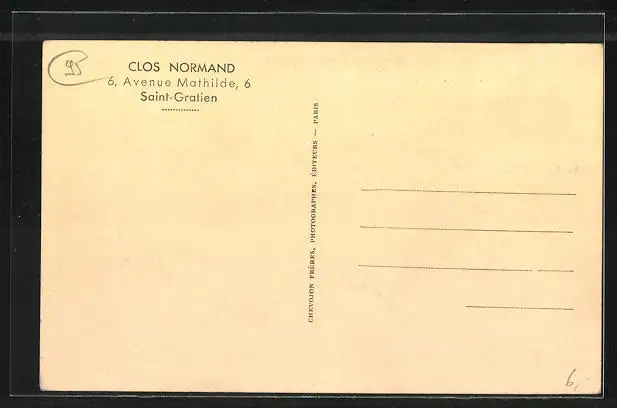 95
CLOS NORMAND
6, Avenue Mathilde, 6
Saint-Gratien
CHEVOJON FRÈRES, PHOTOGRAPHES, ÉDITEURS — PARIS
6,-